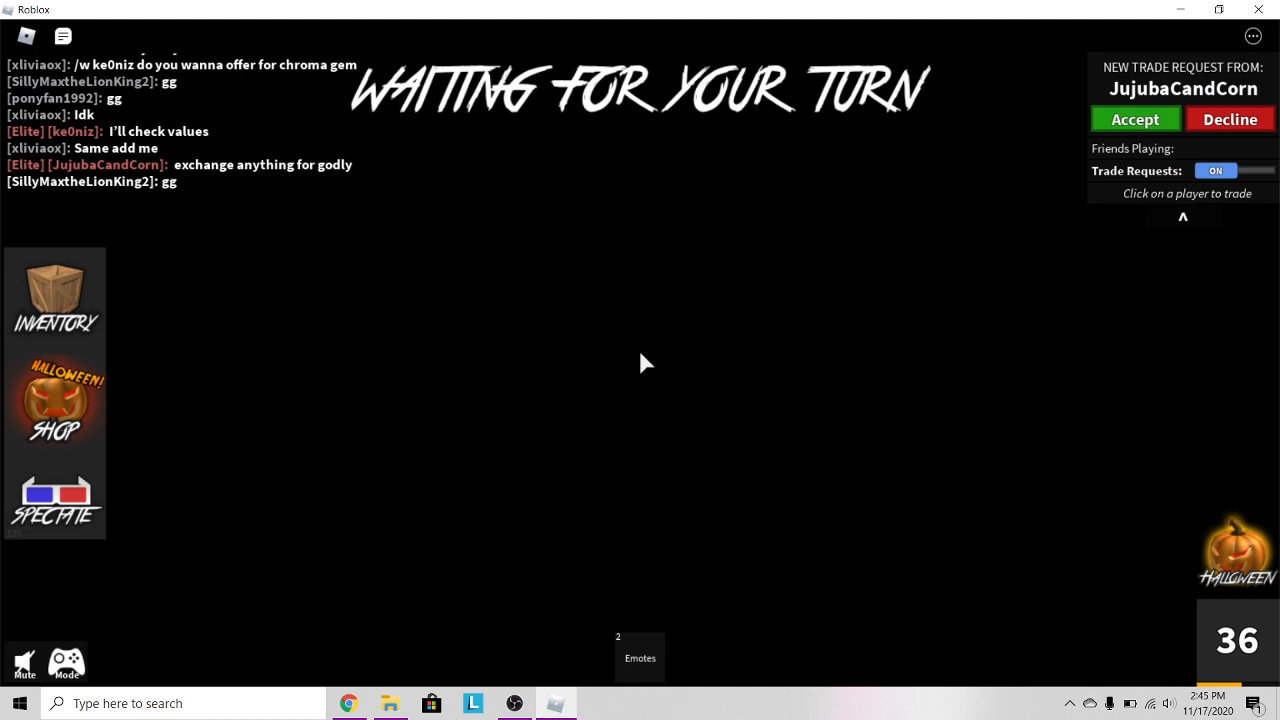 Roblox
[xliviaox]: /w ke0niz do you wanna offer for chroma gem
[SillyMaxtheLionKing2]: gg
[ponyfan1992]: gg
[xliviaox]: Idk
[Elite] [ke0niz]: I'll check values
[xliviaox]: Same add me
[Elite] [JujubaCandCorn]: exchange anything for godly
[SillyMaxtheLionKing2]: gg
WAITING FOR YOUR TURN
NEW TRADE REQUEST FROM:
JujubaCandCorn
Accept Decline
Friends Playing:
Trade Requests: ON
Click on a player to trade
^
INVENTORY
HALLOWEEN!
SHOP
SPECTATE
135
HALLOWEEN
36
2
Emotes
Mute Mode
Type here to search
L
2:45 PM
11/17/2020
1